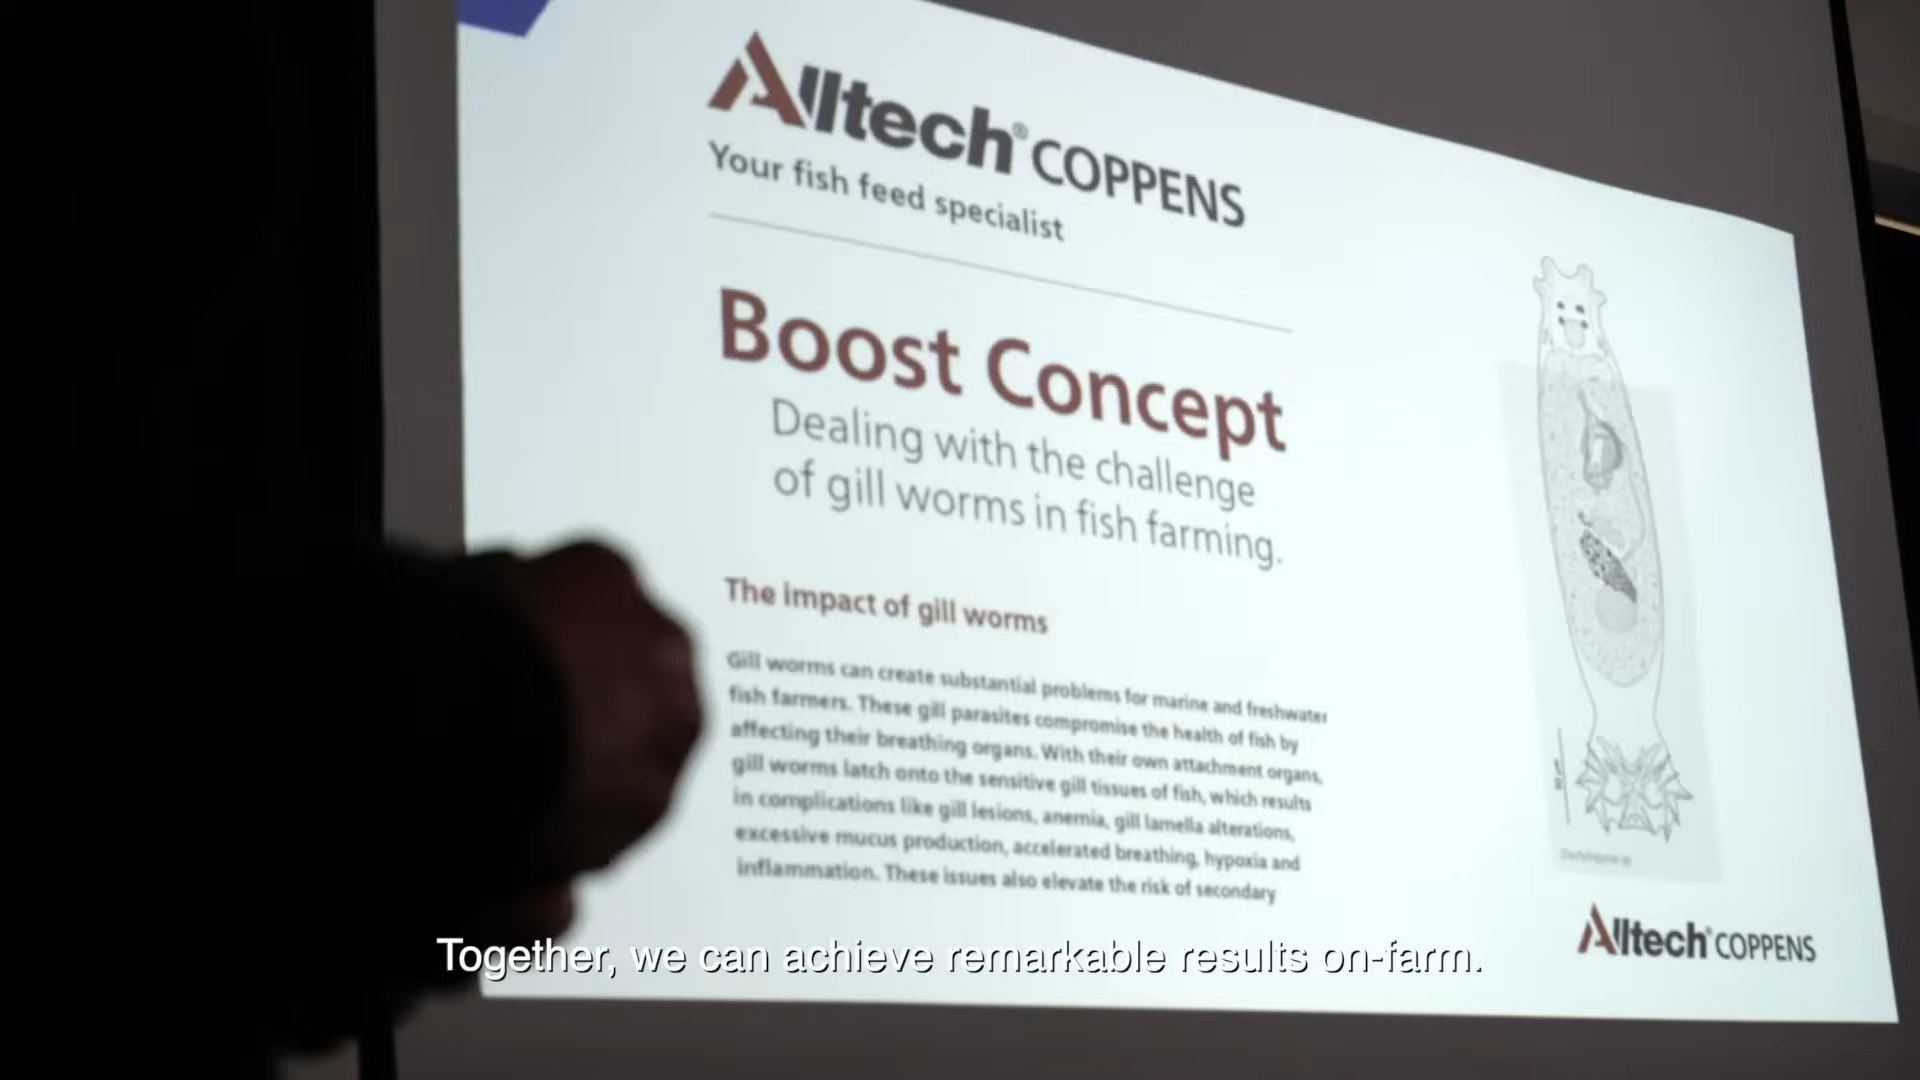 Alltech® COPPENS
Your fish feed specialist
Boost Concept
Dealing with the challenge
of gill worms in fish farming.
The impact of gill worms
Gill worms can create substantial problems for marine and freshwater
fish farmers. These gill parasites compromise the health of fish by
affecting their breathing organs. With their own attachment organs,
gill worms latch onto the sensitive gill tissues of fish, which results
in complications like gill lesions, anemia, gill lamella alterations,
excessive mucus production, accelerated breathing, hypoxia and
inflammation. These issues also elevate the risk of secondary
Alltech® COPPENS
Together, we can achieve remarkable results on-farm.